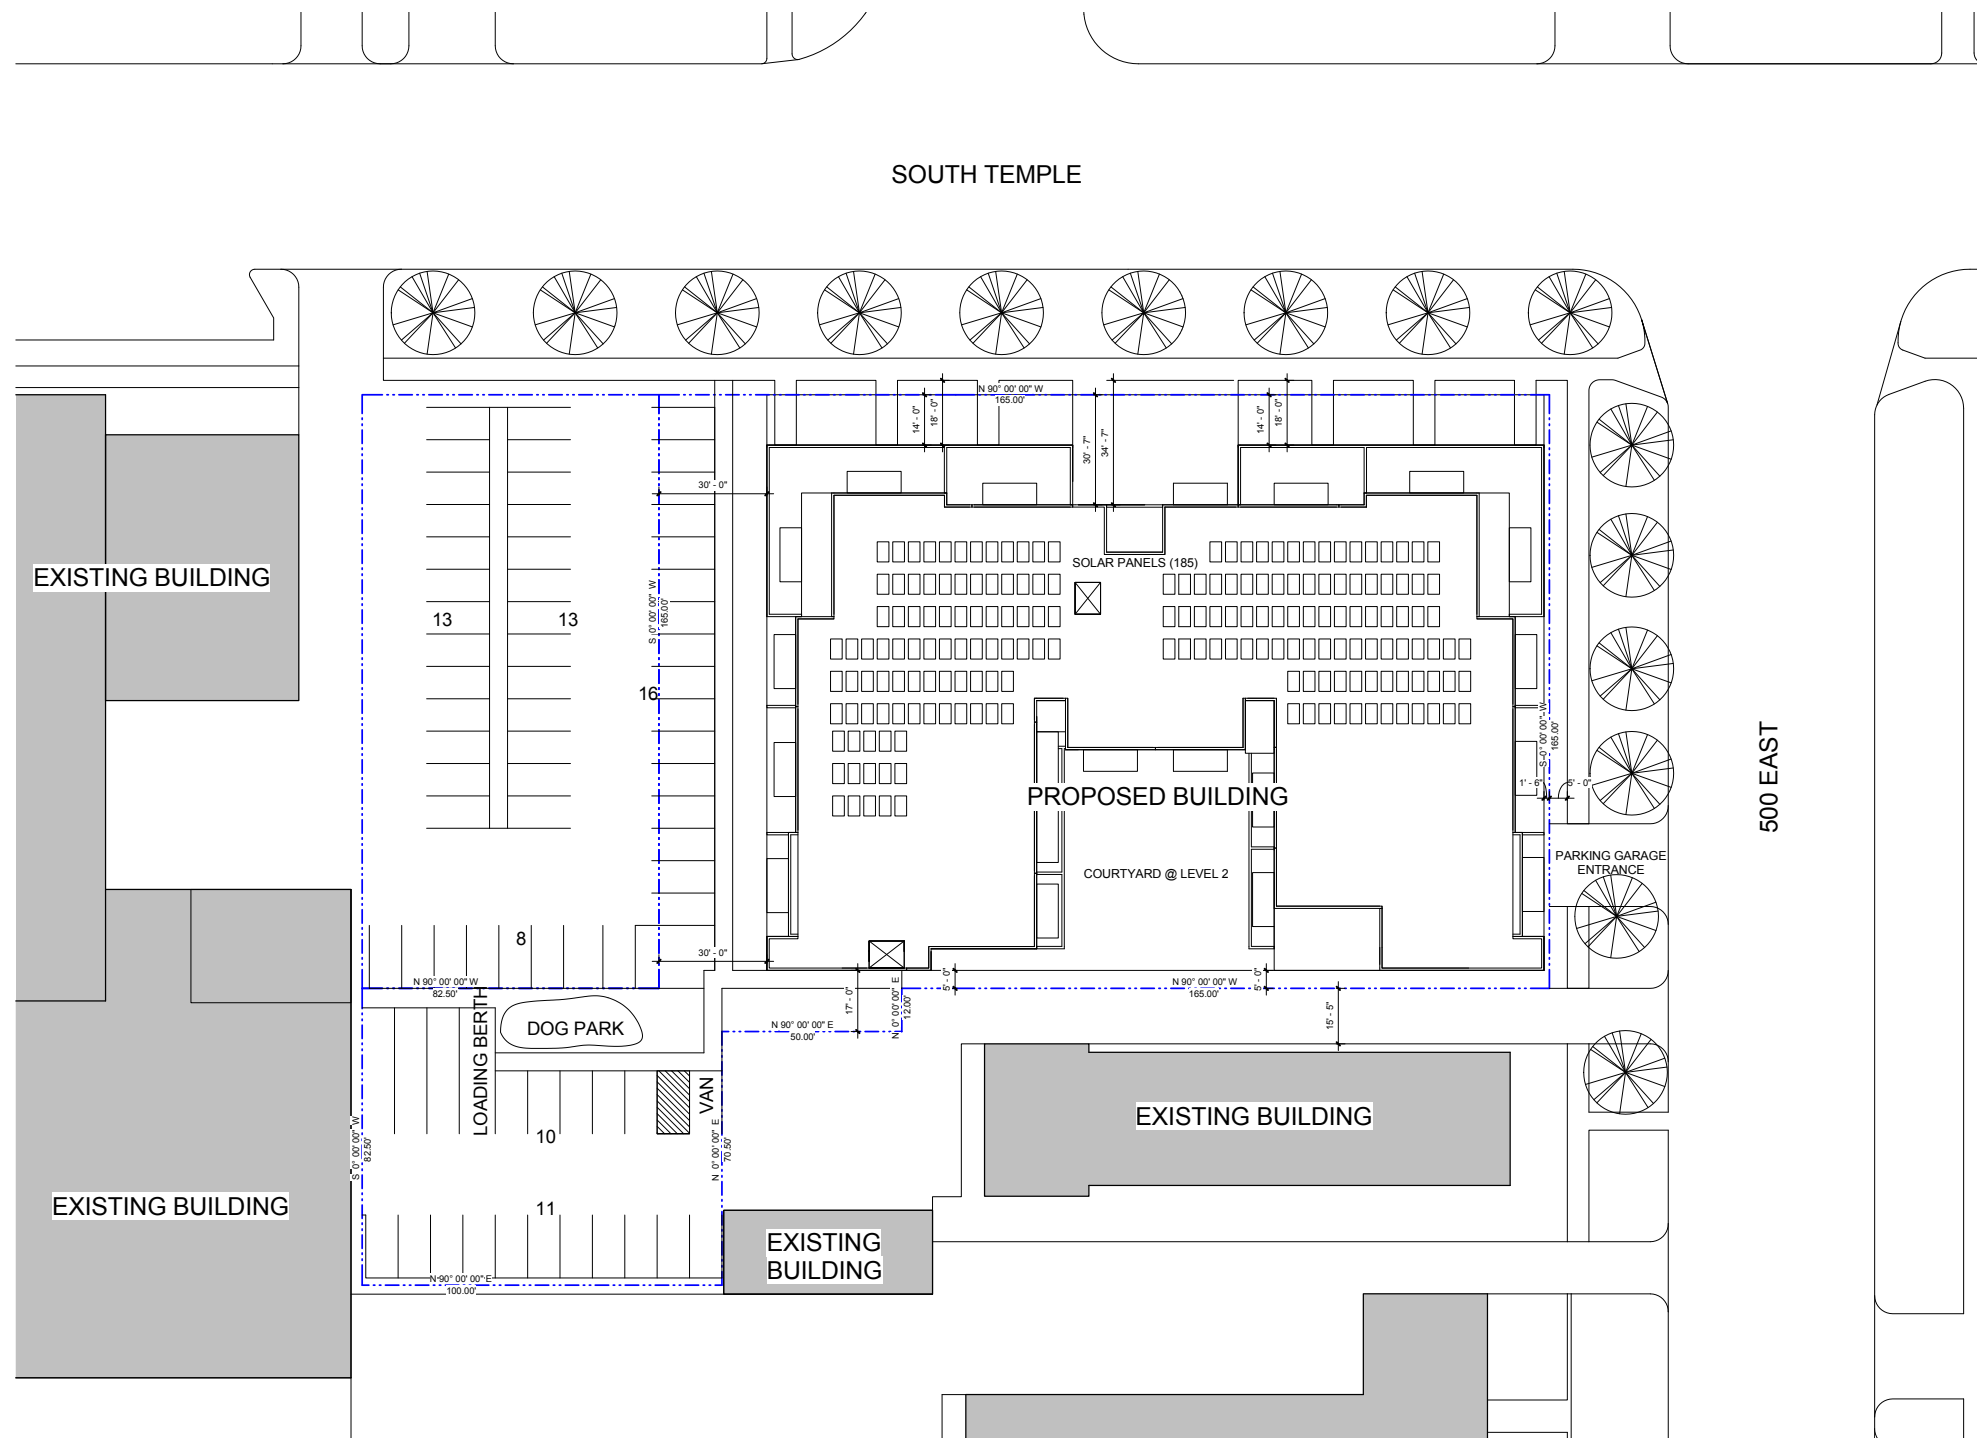 SOUTH TEMPLE
N 90° 00' 00" W
165.00'
14' - 0"
18' - 0"
30' - 7"
34' - 7"
14' - 0"
18' - 0"
30' - 0"
EXISTING BUILDING
SOLAR PANELS (185)
13
13
S 0° 00' 00" W
165.00'
16
S 0° 00' 00" W
165.00'
1' - 6"
5' - 0"
500 EAST
PROPOSED BUILDING
PARKING GARAGE
ENTRANCE
COURTYARD @ LEVEL 2
8
30' - 0"
N 90° 00' 00" W
82.50'
17' - 0"
N 0° 00' 00" E
12.00'
5' - 0"
N 90° 00' 00" W
165.00'
5' - 0"
15' - 5"
LOADING BERTH
DOG PARK
N 90° 00' 00" E
50.00'
VAN
EXISTING BUILDING
10
S 0° 00' 00" W
82.50'
N 0° 00' 00" E
70.50'
EXISTING BUILDING
11
EXISTING
BUILDING
N 90° 00' 00" E
100.00'